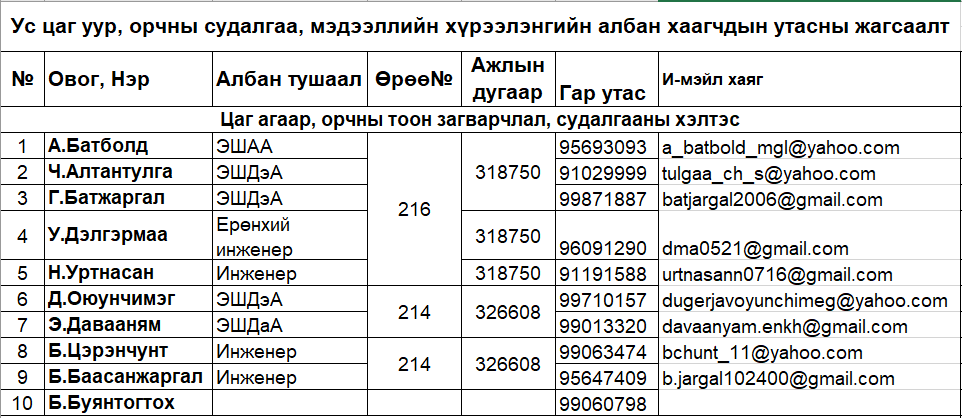 Ус цаг уур, орчны судалгаа, мэдээллийн хүрээлэнгийн албан хаагчдын утасны жагсаалт
№ Овог, Нэр Албан тушаал Өрөө№ Ажлын дугаар Гар утас И-мэйл хаяг
Цаг агаар, орчны тоон загварчлал, судалгааны хэлтэс
1 А.Батболд ЭШАА 216 318750 95693093 a_batbold_mgl@yahoo.com
2 Ч.Алтантулга ЭШДэА 91029999 tulgaa_ch_s@yahoo.com
3 Г.Батжаргал ЭШДэА 99871887 batjargal2006@gmail.com
4 У.Дэлгэрмаа Ерөнхий инженер 318750 96091290 dma0521@gmail.com
5 Н.Уртнасан Инженер 318750 91191588 urtnasann0716@gmail.com
6 Д.Оюунчимэг ЭШДэА 214 326608 99710157 dugerjavoyunchimeg@yahoo.com
7 Э.Даваням ЭШДаА 99013320 davaanyam.enkh@gmail.com
8 Б.Цэрэнчунт Инженер 214 326608 99063474 bchunt_11@yahoo.com
9 Б.Баасанжаргал Инженер 95647409 b.jargal102400@gmail.com
10 Б.Буянтогтох 99060798